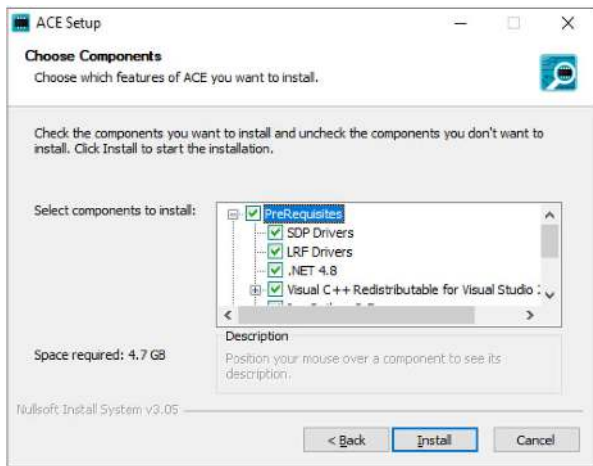 ACE Setup
Choose Components
Choose which features of ACE you want to install.
Check the components you want to install and uncheck the components you don't want to
install. Click Install to start the installation.
Select components to install:
PreRequisites
SDP Drivers
LRF Drivers
.NET 4.8
Visual C++ Redistributable for Visual Studio
Space required: 4.7 GB
Description
Position your mouse over a component to see its
description.
Nullsoft Install System v3.05
< Back
Install
Cancel